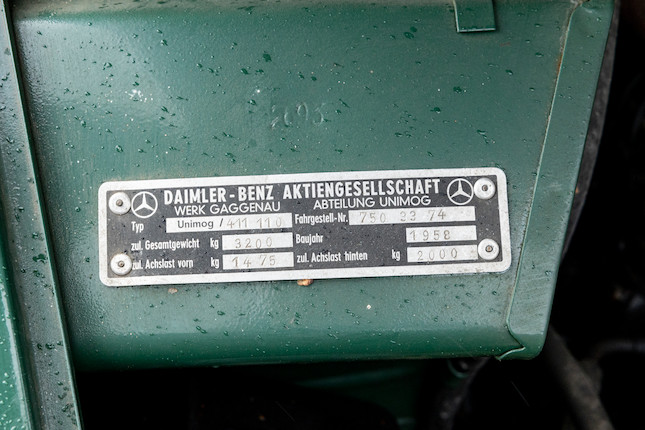 DAIMLER-BENZ AKTIENGESELLSCHAFT
WERK GAGGENAU ABTEILUNG UNIMOG
Typ Unimog / 411 110 Fahrgestell-Nr. 750 23 74
zul. Gesamtgewicht kg 3200 Baujahr 1958
zul. Achslast vorn kg 1475 zul. Achslast hinten kg 2000